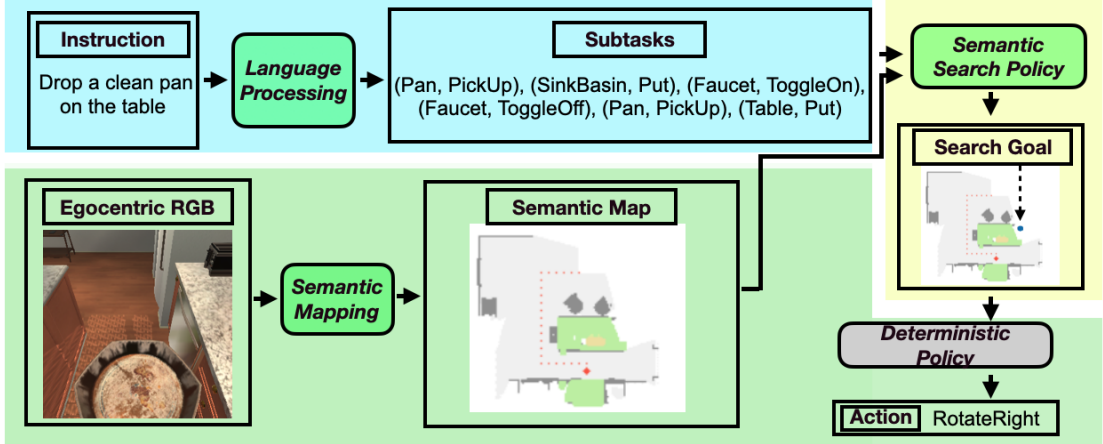 Instruction
Drop a clean pan
on the table
Language
Processing
Subtasks
(Pan, PickUp), (SinkBasin, Put), (Faucet, ToggleOn),
(Faucet, ToggleOff), (Pan, PickUp), (Table, Put)
Semantic
Search Policy
Search Goal
Egocentric RGB
Semantic
Mapping
Semantic Map
Deterministic
Policy
Action RotateRight